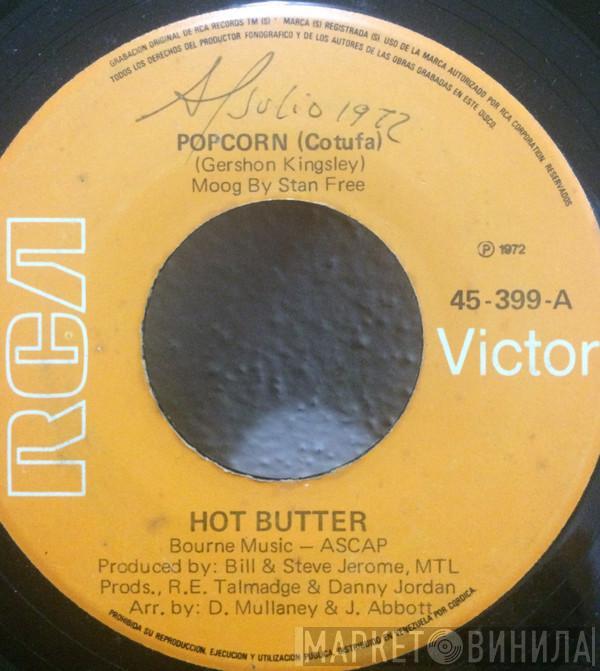 GRABACION ORIGINAL DE RCA RECORDS TM (S) • MARCA (S) REGISTRADA (S) USO DE LA MARCA AUTORIZADO POR RCA CORPORATION. RESERVADOS
TODOS LOS DERECHOS DEL PRODUCTOR FONOGRAFICO Y DE LOS AUTORES DE LAS OBRAS GRABADAS EN ESTE DISCO.
Julio 1972
POPCORN (Cotufa)
(Gershon Kingsley)
Moog By Stan Free
Ⓟ 1972
45-399-A
RCA
Victor
HOT BUTTER
Bourne Music — ASCAP
Produced by: Bill & Steve Jerome, MTL
Prods., R.E. Talmadge & Danny Jordan
Arr. by: D. Mullaney & J. Abbott
PROHIBIDA SU REPRODUCCION, EJECUCION Y UTILIZACION PUBLICA. DISTRIBUIDO EN VENEZUELA POR CORDICA.
МАРКЕТ ВИНИЛА